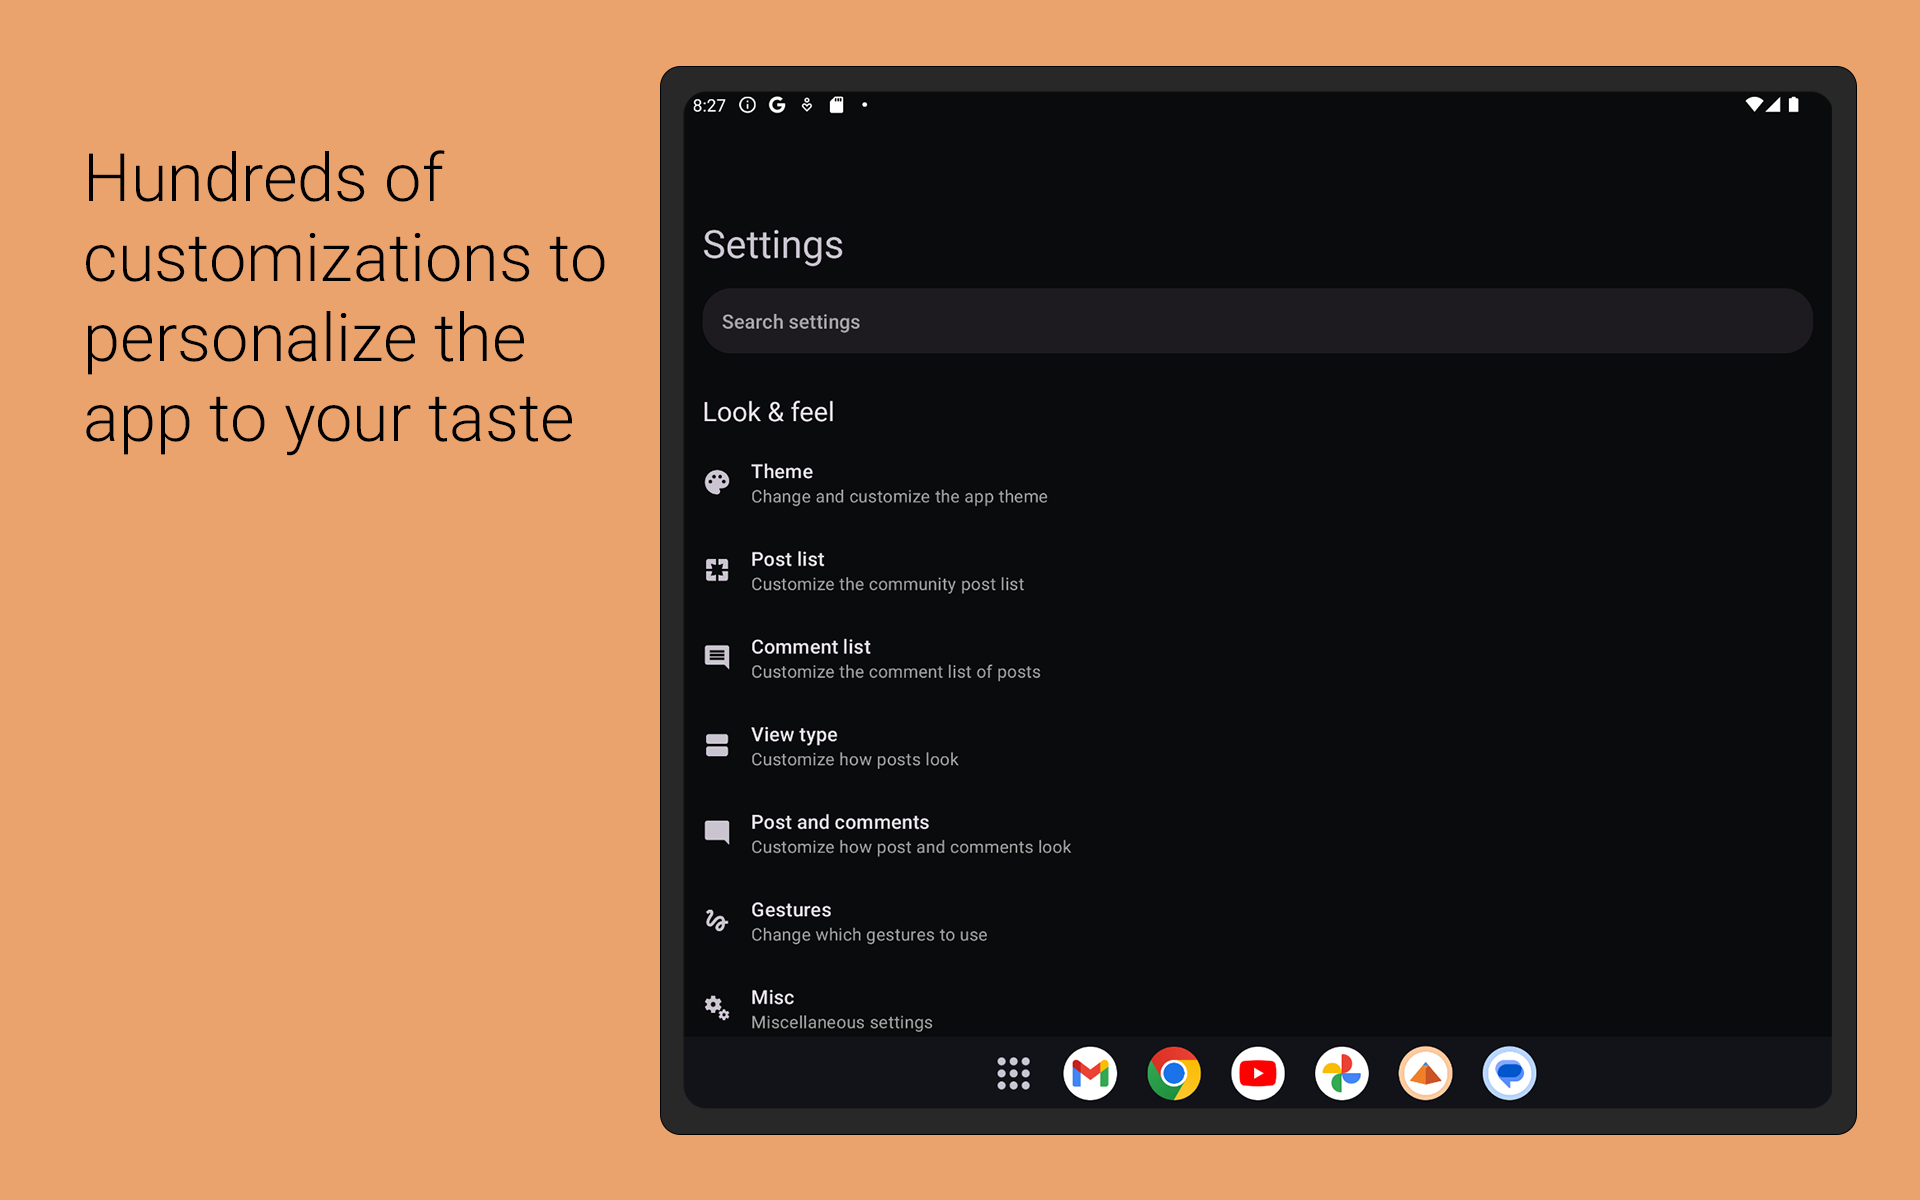 Hundreds of
customizations to
personalize the
app to your taste
8:27
Settings
Search settings
Look & feel
Theme
Change and customize the app theme
Post list
Customize the community post list
Comment list
Customize the comment list of posts
View type
Customize how posts look
Post and comments
Customize how post and comments look
Gestures
Change which gestures to use
Misc
Miscellaneous settings